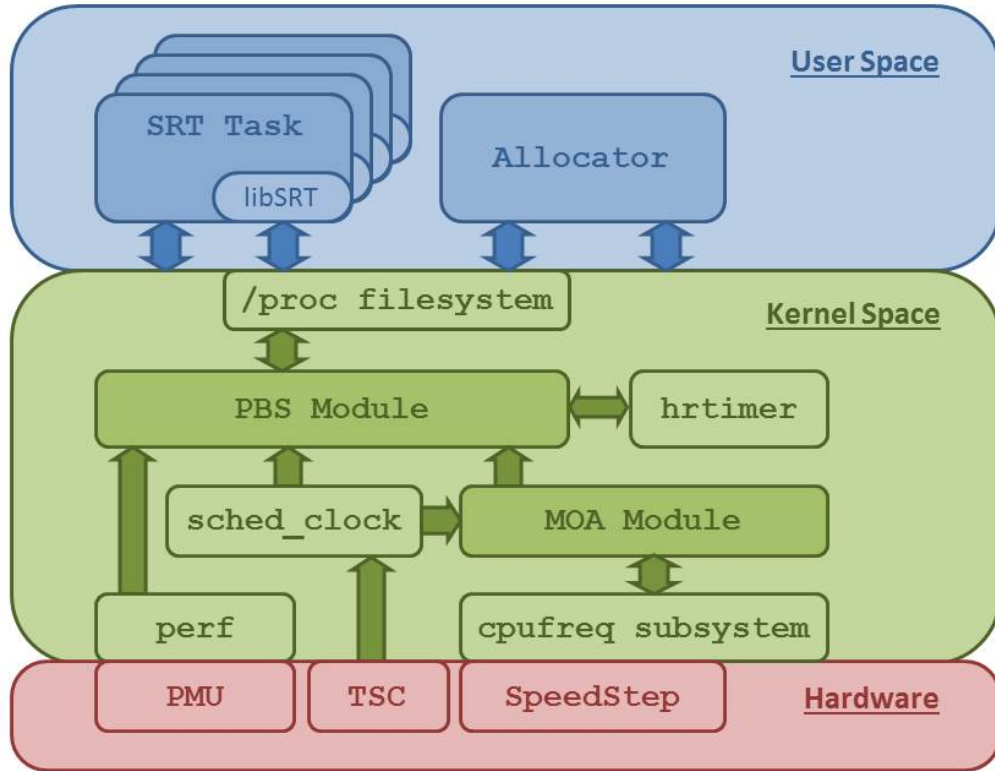 User Space
SRT Task
Allocator
libSRT
/proc filesystem
Kernel Space
PBS Module
hrtimer
sched_clock
MOA Module
perf
cpufreq subsystem
PMU
TSC
SpeedStep
Hardware